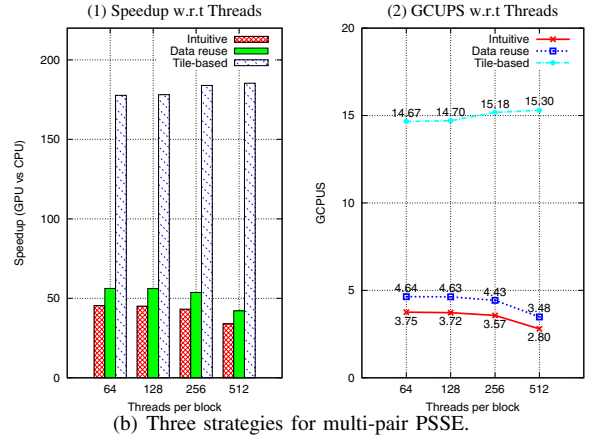 (1) Speedup w.r.t Threads
Intuitive
Data reuse
Tile-based
200
150
100
50
0
Speedup (GPU vs CPU)
64 128 256 512
Threads per block
(2) GCUPS w.r.t Threads
Intuitive
Data reuse
Tile-based
20
15
10
5
0
GCPUS
14.67 14.70 15.18 15.30
4.64 4.63 4.43 3.48
3.75 3.72 3.57 2.80
64 128 256 512
Threads per block
(b) Three strategies for multi-pair PSSE.